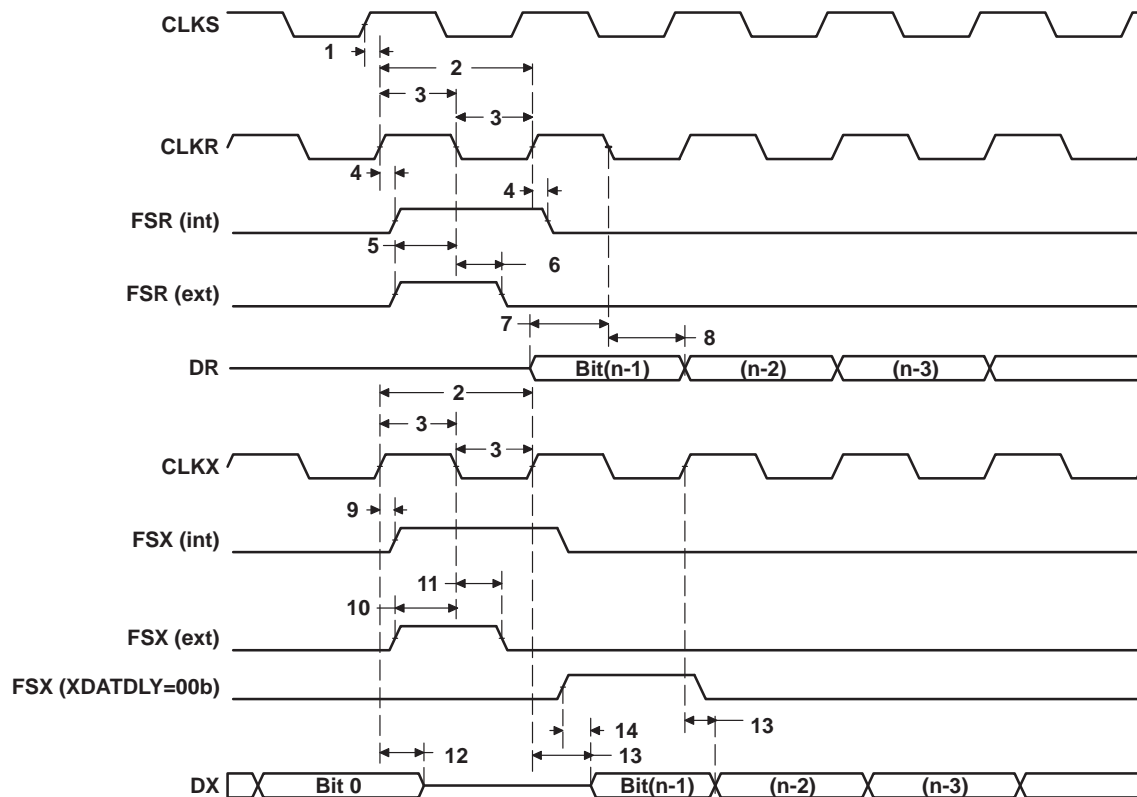 CLKS
1
2
3
3
CLKR
4
4
FSR (int)
5
6
FSR (ext)
7
8
DR
Bit(n-1)
(n-2)
(n-3)
2
3
3
CLKX
9
FSX (int)
11
10
FSX (ext)
FSX (XDATDLY=00b)
14
13
12
13
DX
Bit 0
Bit(n-1)
(n-2)
(n-3)